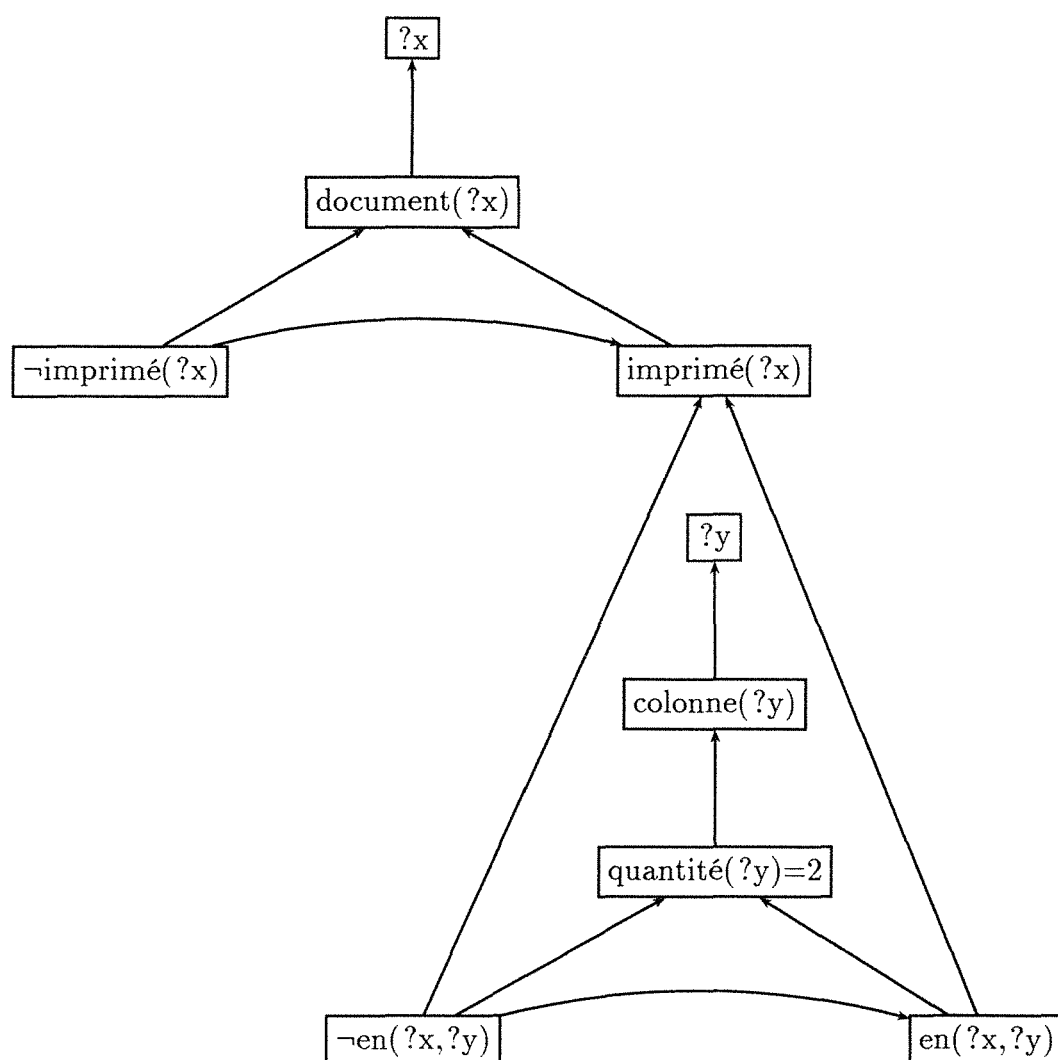 ?x
document(?x)
¬imprimé(?x)
imprimé(?x)
?y
colonne(?y)
quantité(?y)=2
¬en(?x,?y)
en(?x,?y)